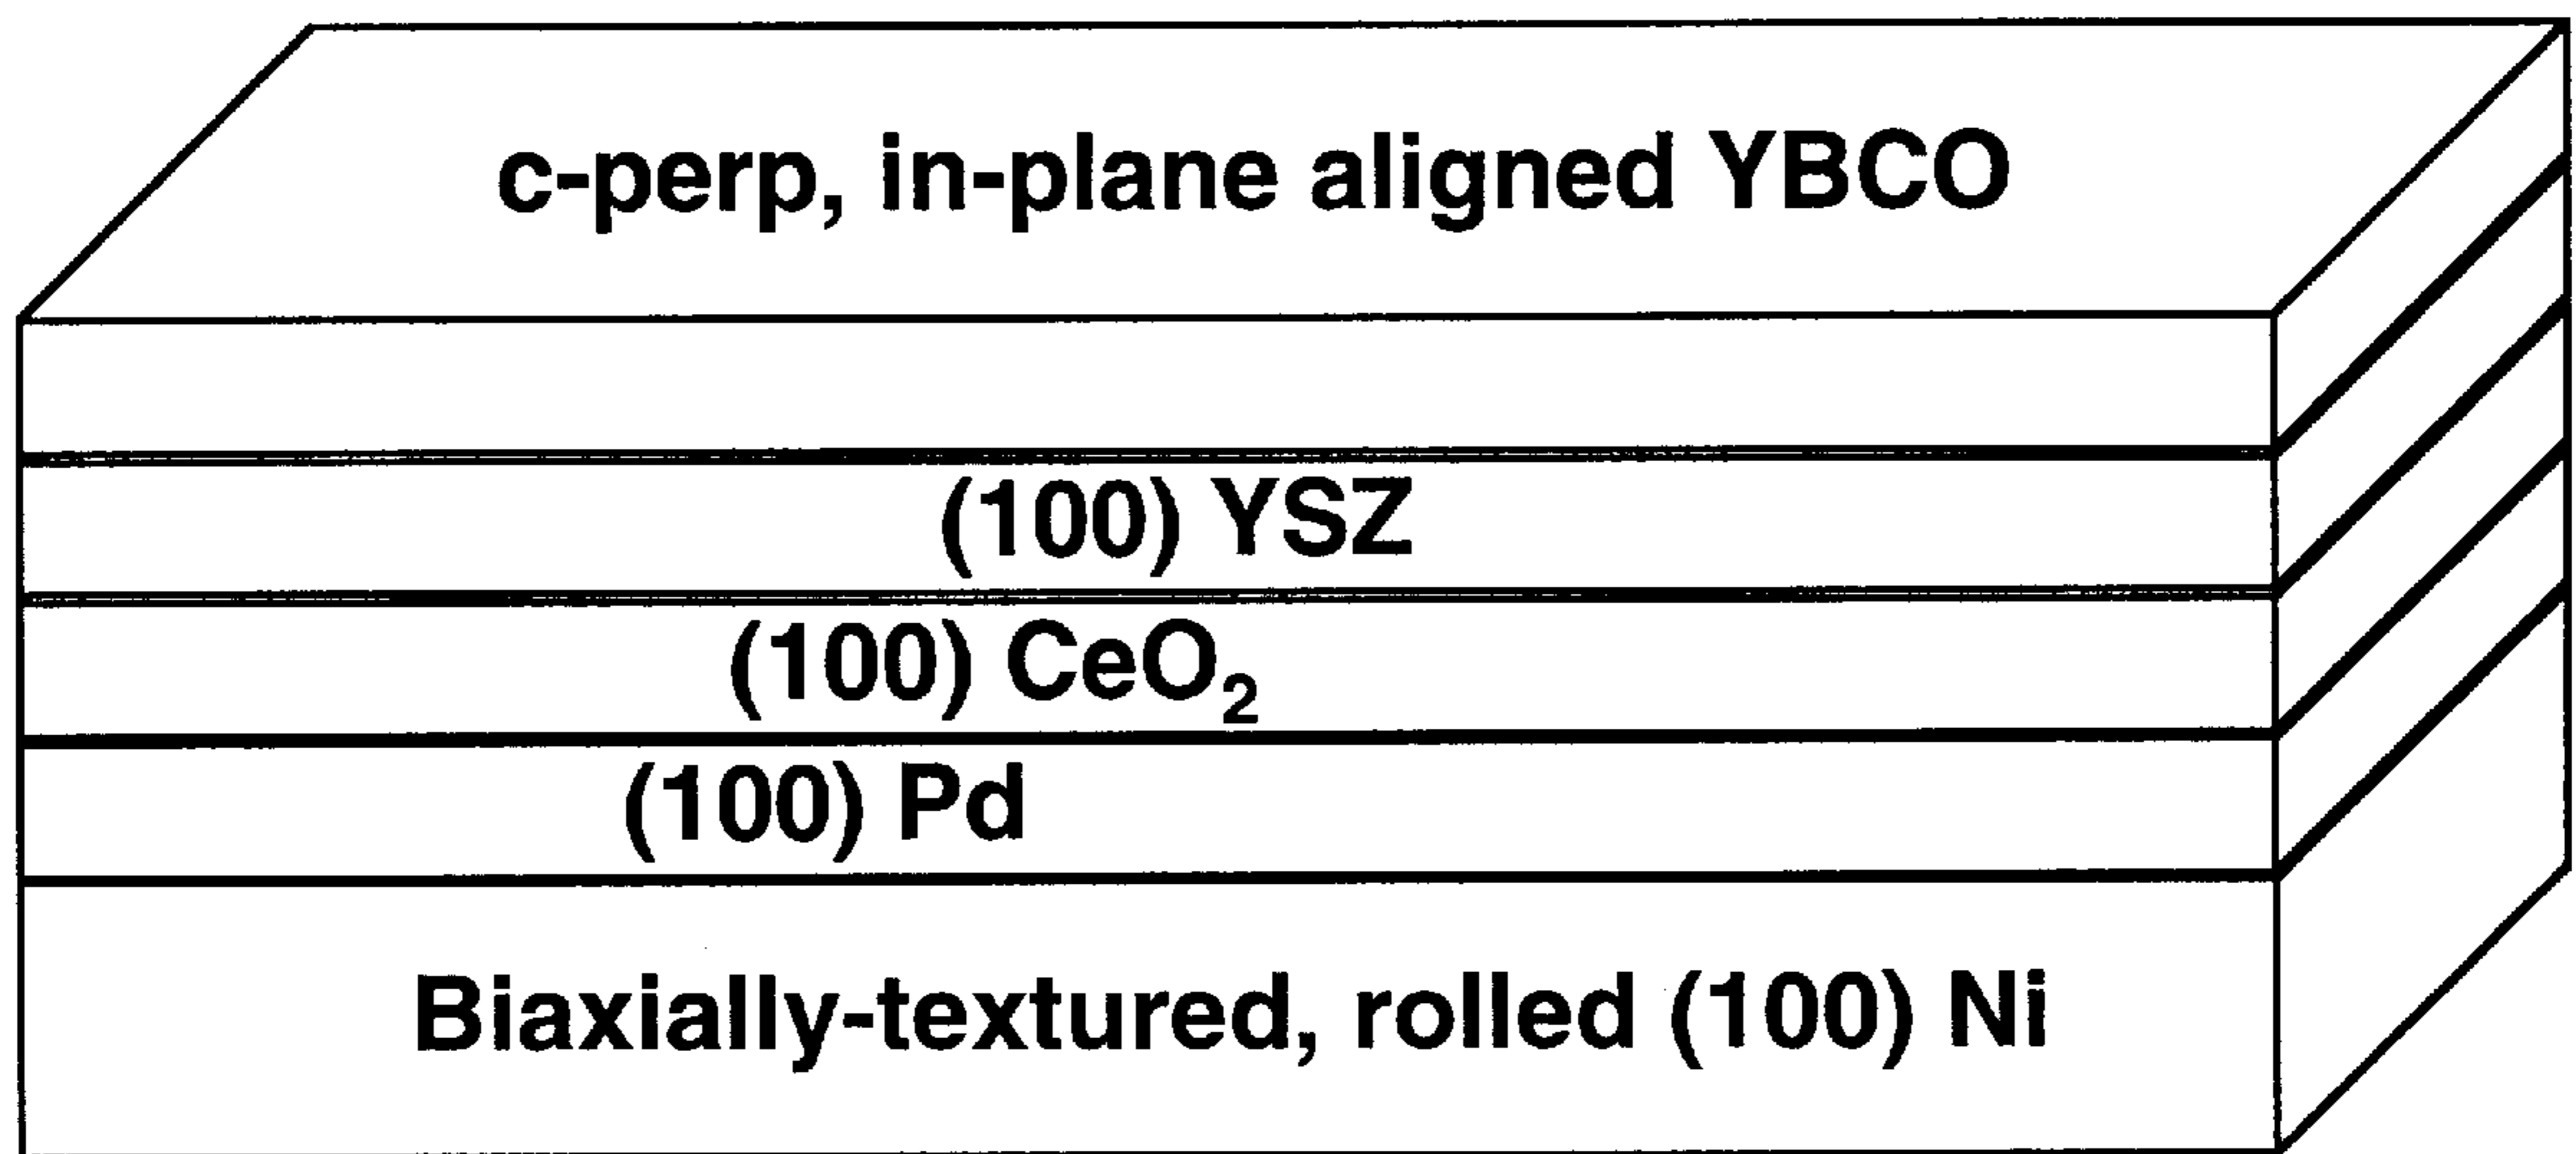 c-perp, in-plane aligned YBCO
(100) YSZ
(100) CeO₂
(100) Pd
Biaxially-textured, rolled (100) Ni